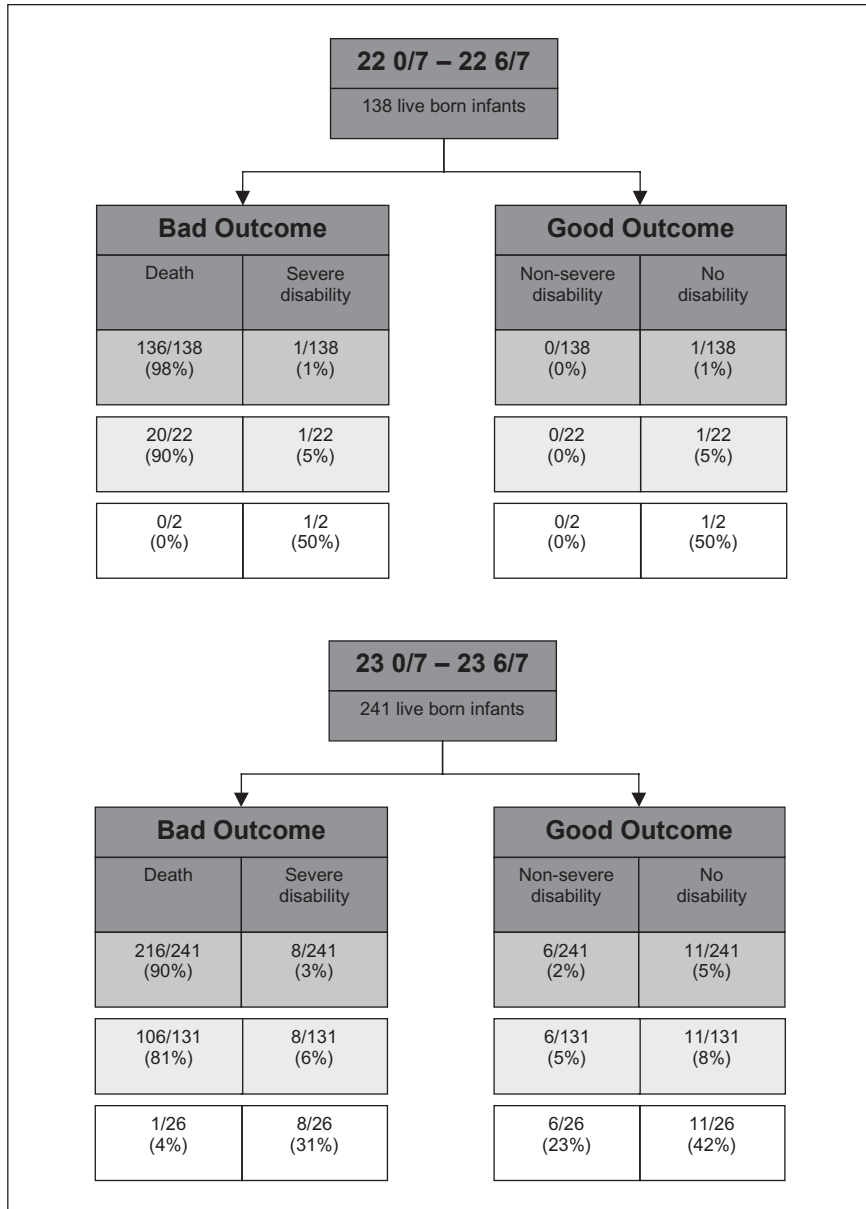 22 0/7 – 22 6/7
138 live born infants
Bad Outcome
Death
Severe
disability
136/138
(98%)
1/138
(1%)
20/22
(90%)
1/22
(5%)
0/2
(0%)
1/2
(50%)
Good Outcome
Non-severe
disability
No
disability
0/138
(0%)
1/138
(1%)
0/22
(0%)
1/22
(5%)
0/2
(0%)
1/2
(50%)
23 0/7 – 23 6/7
241 live born infants
Bad Outcome
Death
Severe
disability
216/241
(90%)
8/241
(3%)
106/131
(81%)
8/131
(6%)
1/26
(4%)
8/26
(31%)
Good Outcome
Non-severe
disability
No
disability
6/241
(2%)
11/241
(5%)
6/131
(5%)
11/131
(8%)
6/26
(23%)
11/26
(42%)